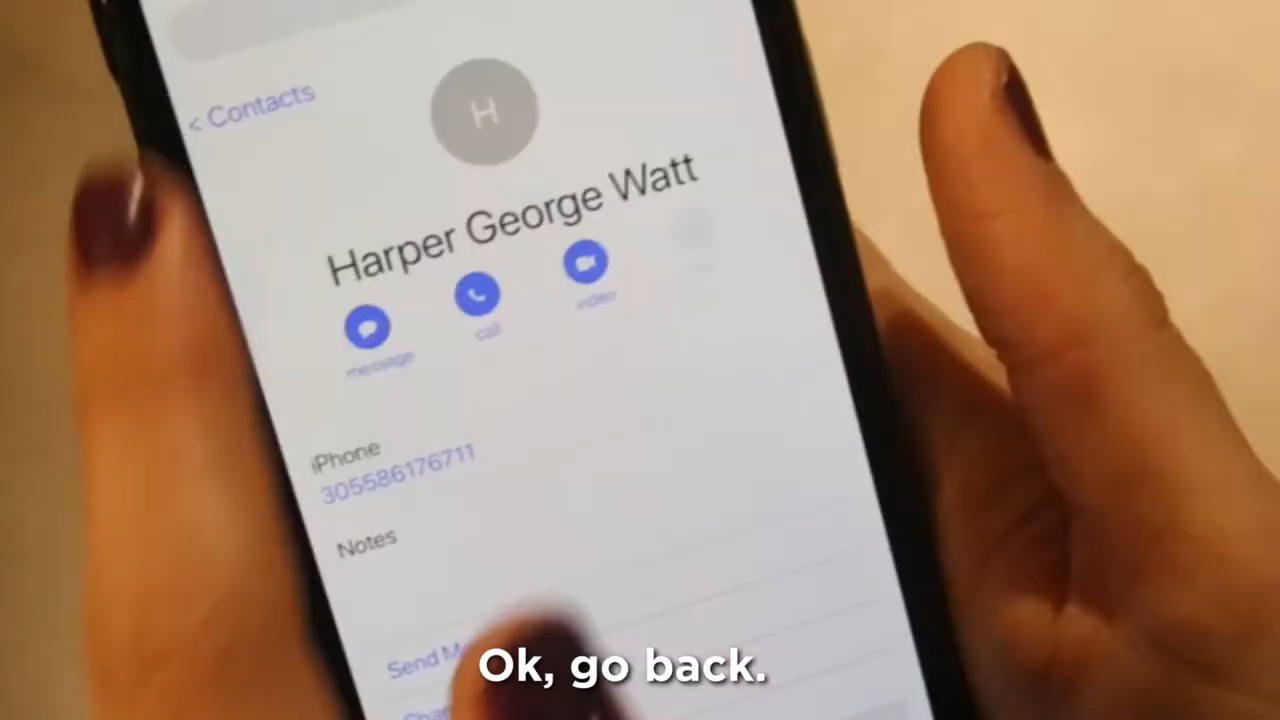 < Contacts
H
Harper George Watt
message
call
video
iPhone
305586176711
Notes
Send
Ok, go back.